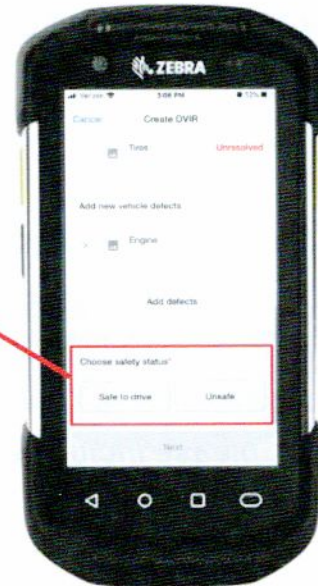 ZEBRA
3:08 PM
12%
Cancel
Create DVIR
Tires
Unresolved
Add new vehicle defects
> Engine
Add defects
Choose safety status*
Safe to drive
Unsafe
Next